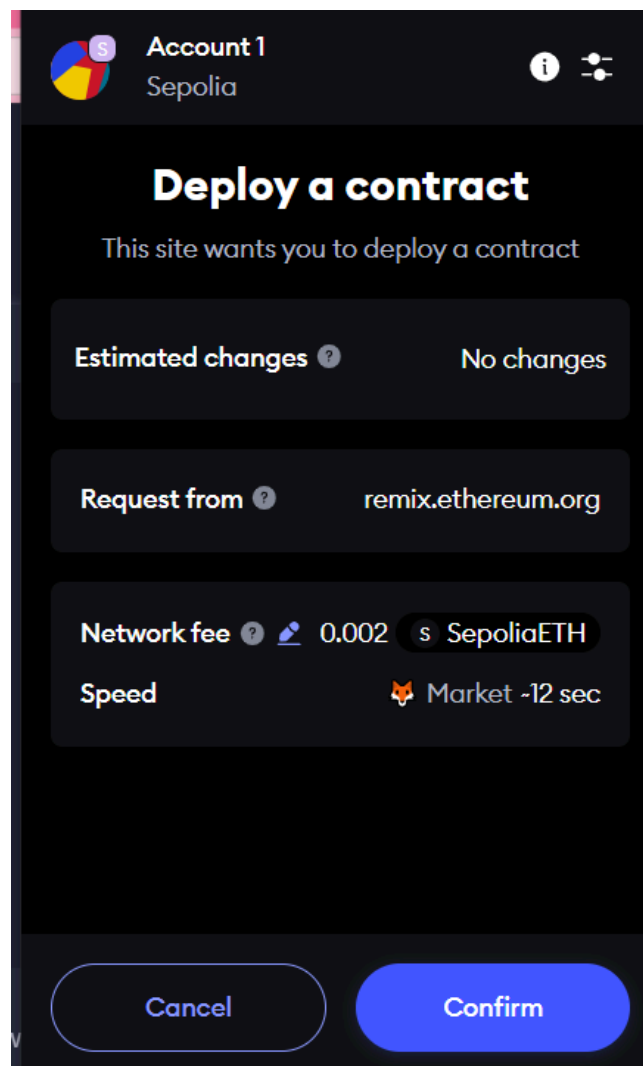 S
Account 1
Sepolia
i
Deploy a contract
This site wants you to deploy a contract
Estimated changes ? No changes
Request from ? remix.ethereum.org
Network fee ? 0.002 S SepoliaETH
Speed Market ~12 sec
Cancel Confirm